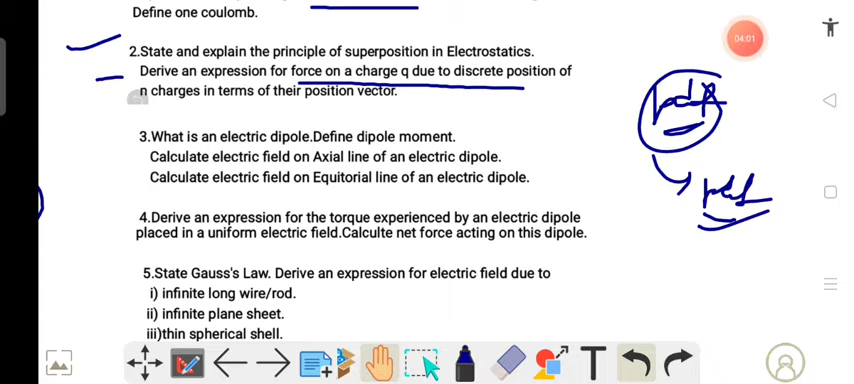 Define one coulomb.
2.State and explain the principle of superposition in Electrostatics.
Derive an expression for force on a charge q due to discrete position of
n charges in terms of their position vector.
3.What is an electric dipole.Define dipole moment.
Calculate electric field on Axial line of an electric dipole.
Calculate electric field on Equitorial line of an electric dipole.
4.Derive an expression for the torque experienced by an electric dipole
placed in a uniform electric field.Calculte net force acting on this dipole.
5.State Gauss's Law. Derive an expression for electric field due to
i) infinite long wire/rod.
ii) infinite plane sheet.
iii)thin spherical shell.
04:01
T